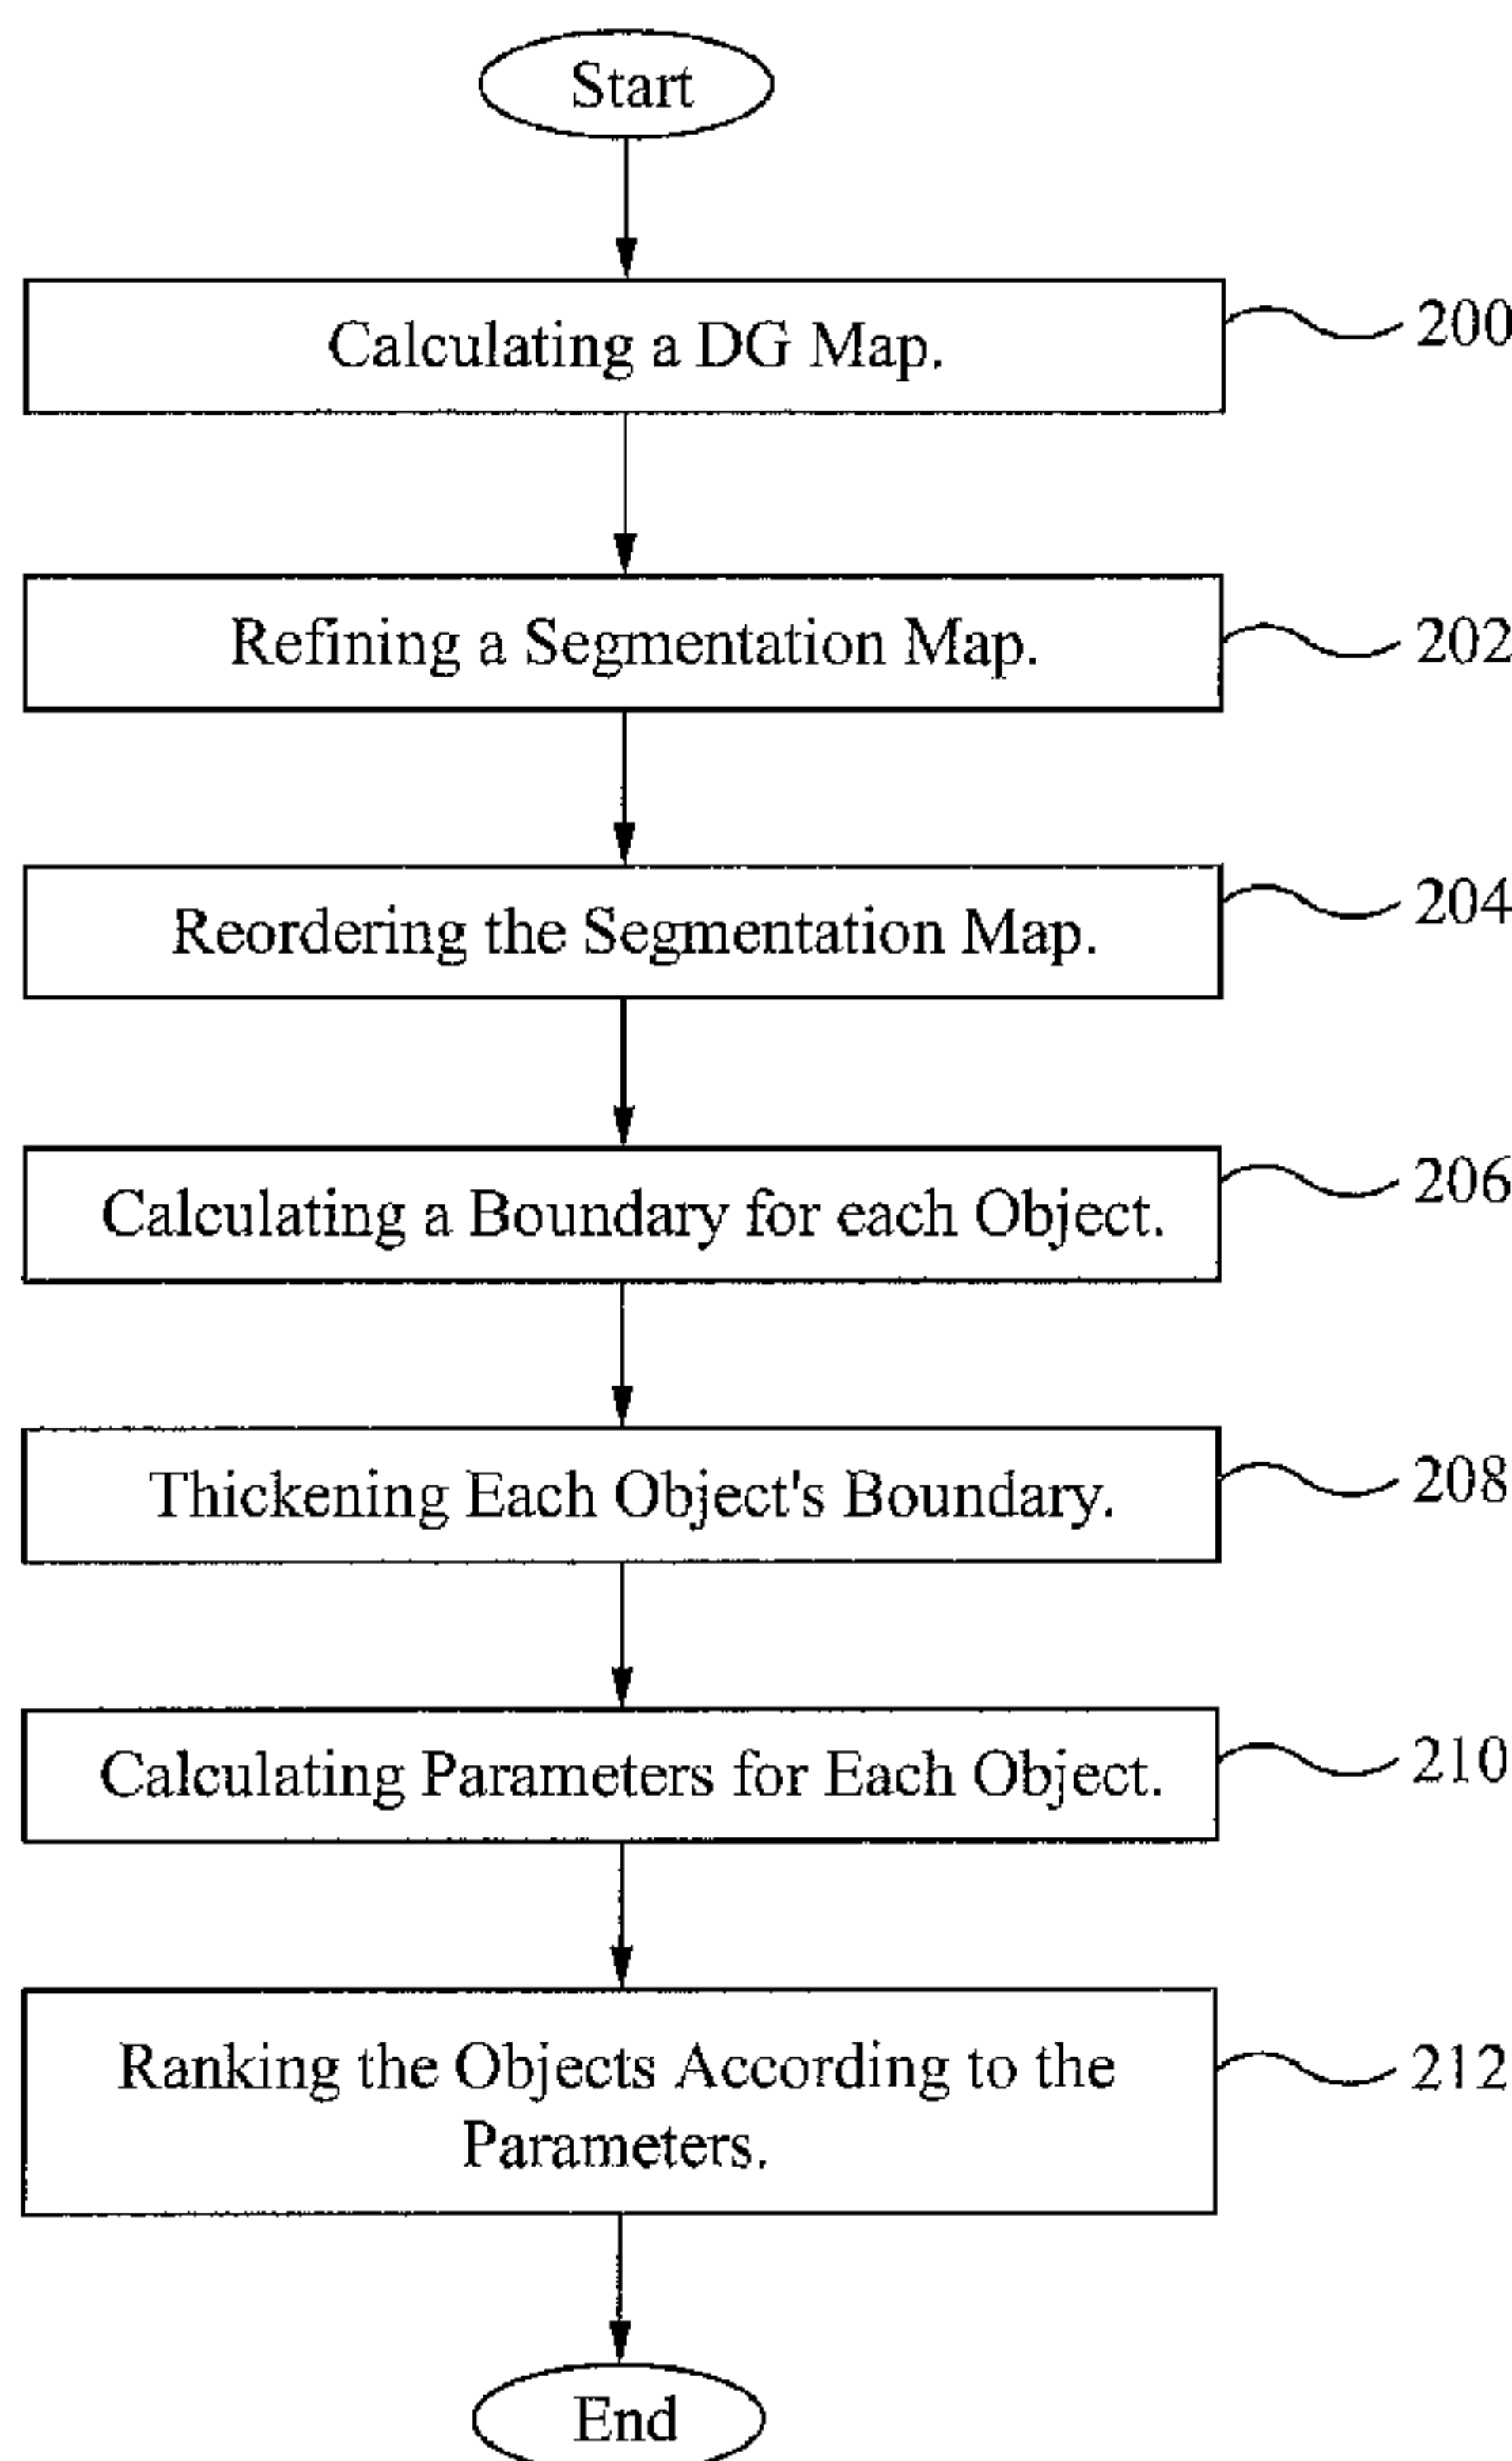 Start
Calculating a DG Map.
200
Refining a Segmentation Map.
202
Reordering the Segmentation Map.
204
Calculating a Boundary for each Object.
206
Thickening Each Object's Boundary.
208
Calculating Parameters for Each Object.
210
Ranking the Objects According to the
Parameters.
212
End